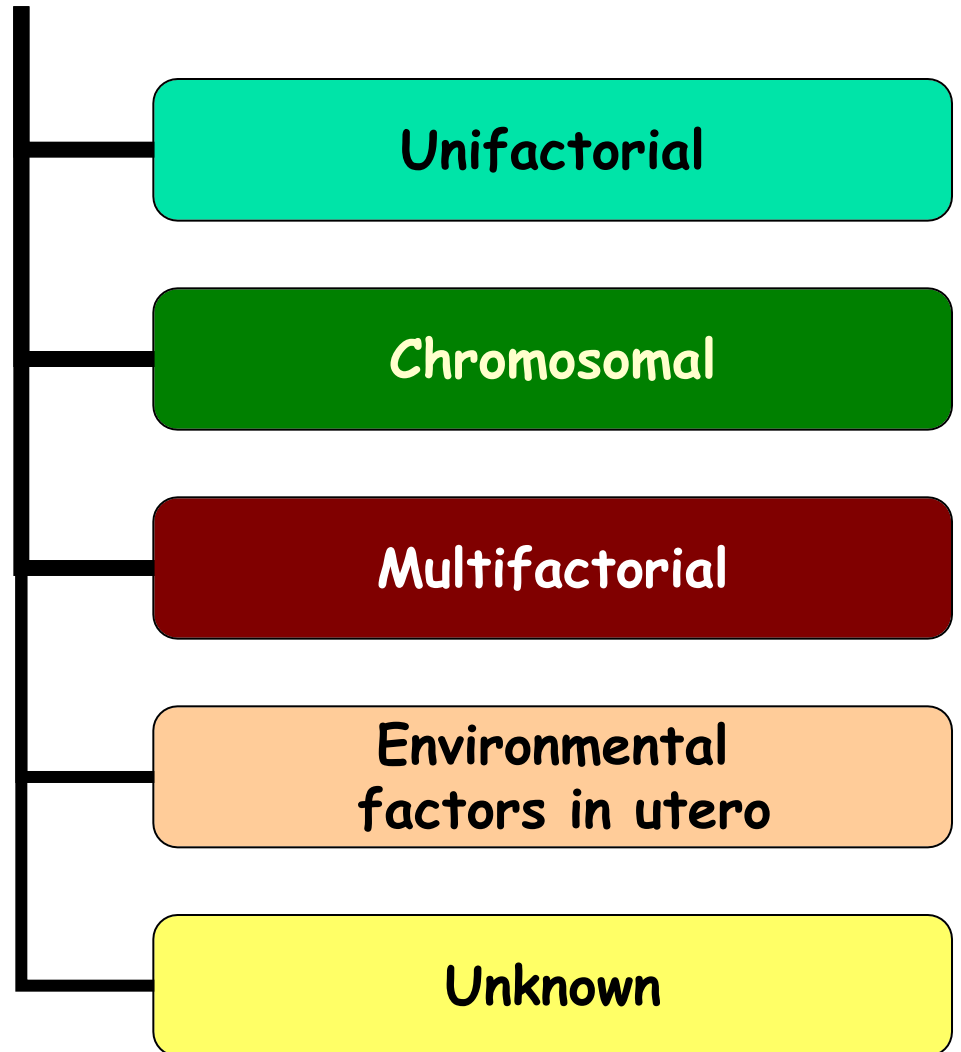 Unifactorial
Chromosomal
Multifactorial
Environmental
factors in utero
Unknown